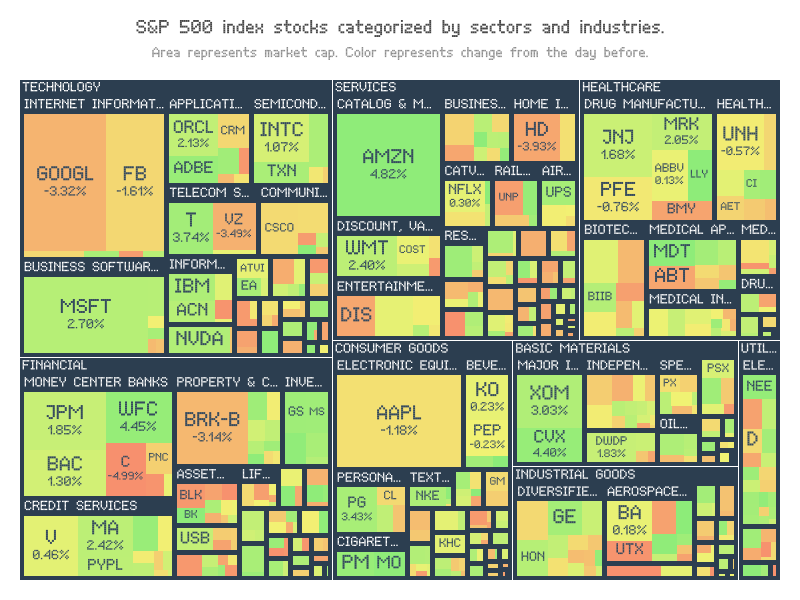 S&P 500 index stocks categorized by sectors and industries.
Area represents market cap. Color represents change from the day before.
TECHNOLOGY
INTERNET INFORMAT...
GOOGL
-3.32%
FB
-1.61%
APPLICATI...
ORCL
2.13%
CRM
ADBE
SEMICOND...
INTC
1.07%
TXN
TELECOM S...
T
3.74%
VZ
-3.49%
COMMUNI...
CSCO
BUSINESS SOFTWAR...
MSFT
2.70%
INFORM...
IBM
ACN
NVDA
ATVI
EA
SERVICES
CATALOG & M...
AMZN
4.82%
BUSINES...
HOME I...
HD
-3.93%
CATV...
NFLX
0.30%
RAIL...
UNP
AIR...
UPS
DISCOUNT, VA...
WMT
2.40%
COST
RES...
ENTERTAINME...
DIS
HEALTHCARE
DRUG MANUFACTU...
JNJ
1.68%
MRK
2.05%
PFE
-0.76%
ABBV
0.13%
LLY
BMY
HEALTH...
UNH
-0.57%
CI
AET
BIOTEC...
BIIB
MEDICAL AP...
MDT
ABT
MED...
MEDICAL IN...
DRU...
FINANCIAL
MONEY CENTER BANKS
JPM
1.85%
WFC
4.45%
BAC
1.30%
C
-4.99%
PNC
PROPERTY & C...
BRK-B
-3.14%
INVE...
GS
MS
CREDIT SERVICES
V
0.46%
MA
2.42%
PYPL
ASSET...
BLK
BK
USB
LIF...
CONSUMER GOODS
ELECTRONIC EQUI...
AAPL
-1.18%
BEVE...
KO
0.23%
PEP
-0.23%
PERSONA...
PG
3.43%
CL
TEXT...
NKE
GM
CIGARET...
PM
MO
KHC
BASIC MATERIALS
MAJOR I...
XOM
3.03%
CVX
4.40%
INDEPEN...
DWDP
1.83%
SPE...
PX
PSX
OIL...
UTIL...
ELE...
NEE
D
INDUSTRIAL GOODS
DIVERSIFIE...
GE
HON
AEROSPACE...
BA
0.18%
UTX